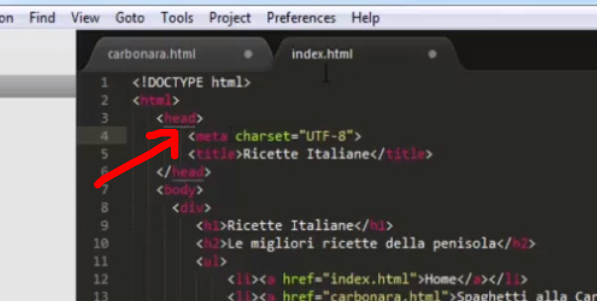 Find View Goto Tools Project Preferences Help
carbonara.html index.html
1 <!DOCTYPE html>
2 <html>
3 <head>
4 <meta charset="UTF-8">
5 <title>Ricette Italiane</title>
6 </head>
7 <body>
8 <div>
9 <h1>Ricette Italiane</h1>
10 <h2>Le migliori ricette della penisola</h2>
11 <ul>
12 <li><a href="index.html">Home</a></li>
13 <li><a href="carbonara.html">Spaghetti alla